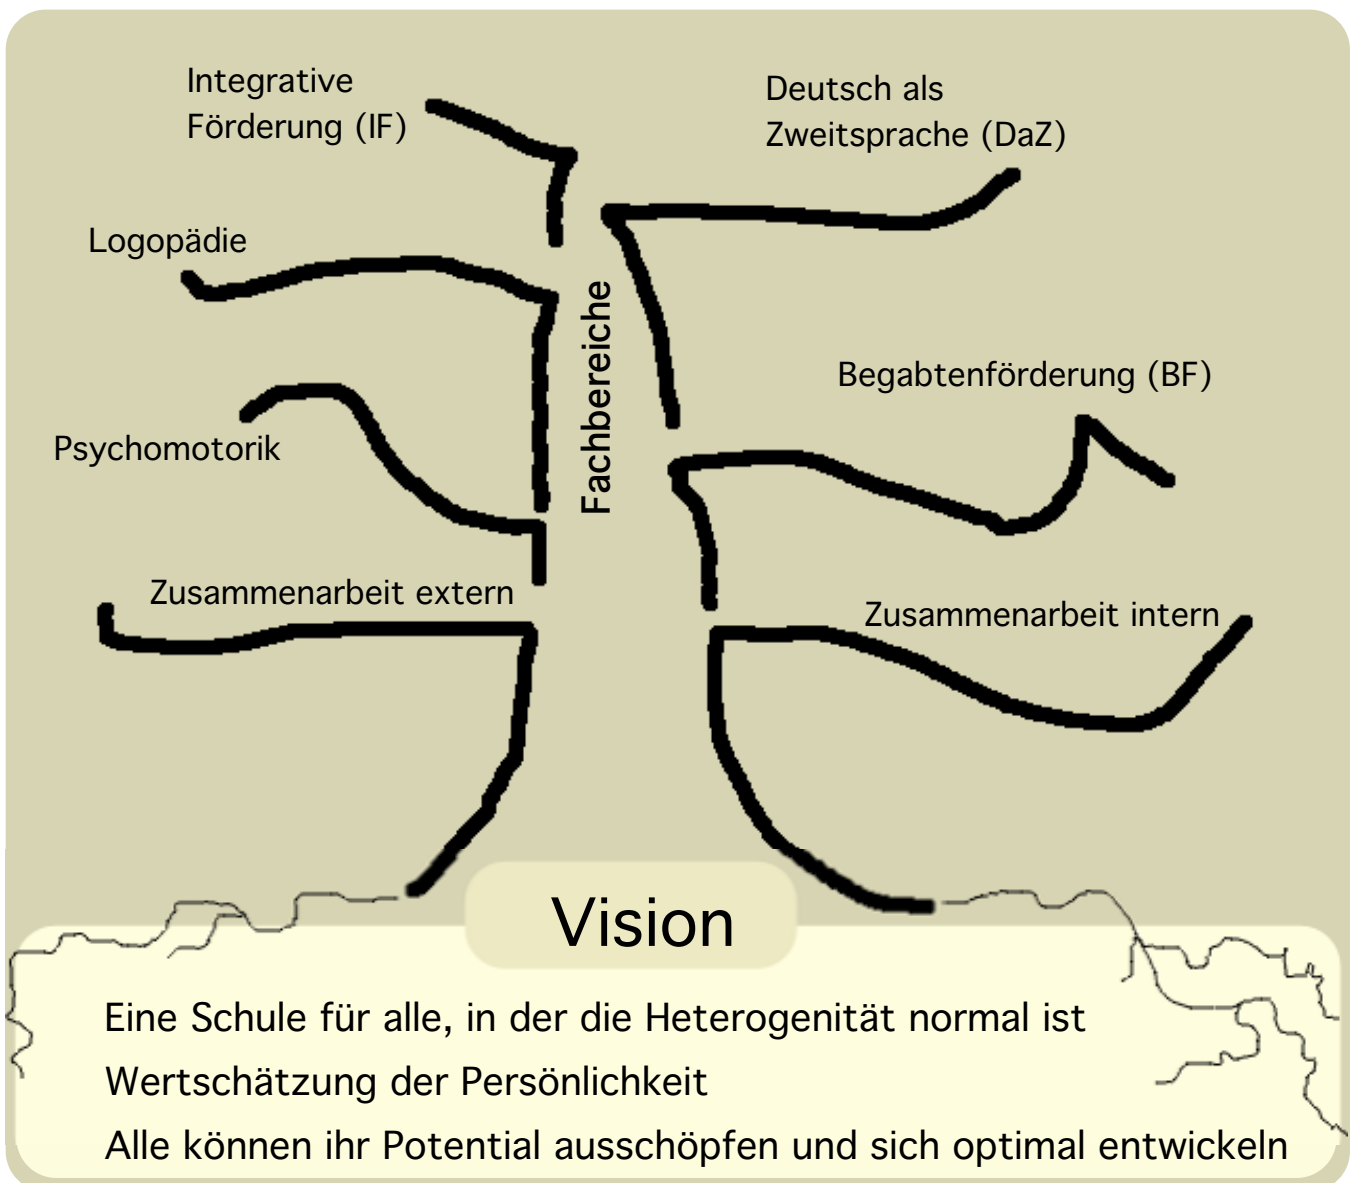 Integrative
Förderung (IF)
Deutsch als
Zweitsprache (DaZ)
Logopädie
Fachbereiche
Begabtenförderung (BF)
Psychomotorik
Zusammenarbeit extern
Zusammenarbeit intern
Vision
Eine Schule für alle, in der die Heterogenität normal ist
Wertschätzung der Persönlichkeit
Alle können ihr Potential ausschöpfen und sich optimal entwickeln